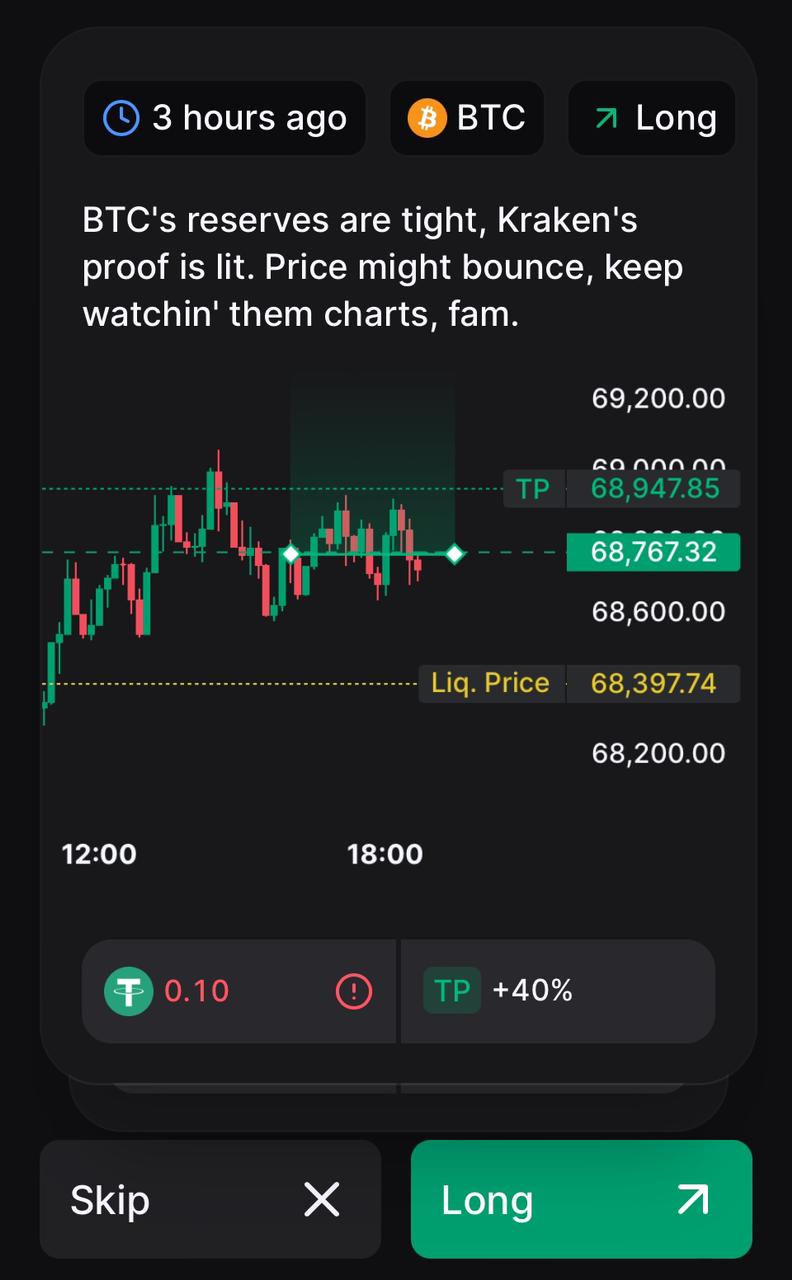 3 hours ago
BTC
Long
BTC's reserves are tight, Kraken's
proof is lit. Price might bounce, keep
watchin' them charts, fam.
69,200.00
69,000.00
TP 68,947.85
68,767.32
68,600.00
Liq. Price 68,397.74
68,200.00
12:00 18:00
0.10
TP +40%
Skip
Long